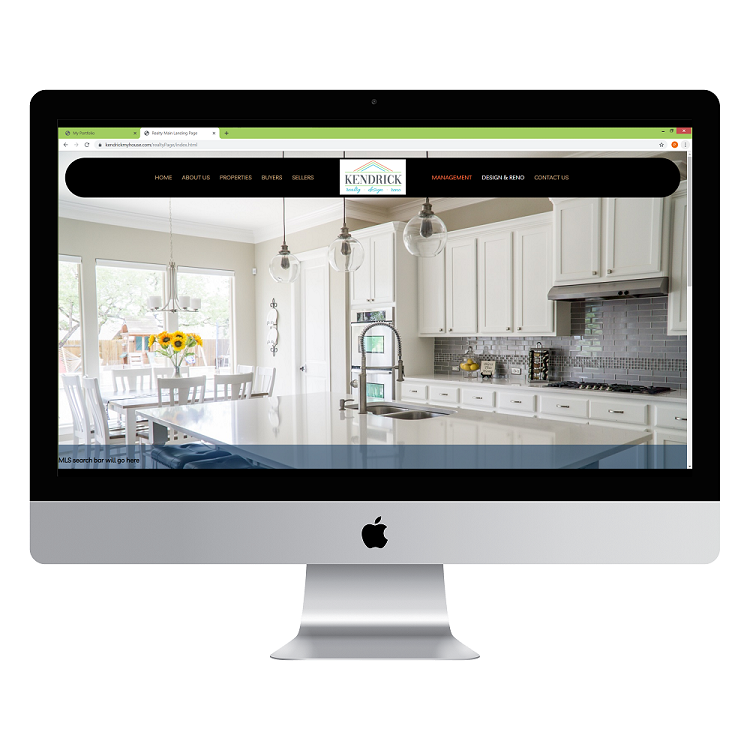 My Portfolio
Realty Main Landing Page
kendrickmyhouse.com/realtyPage/index.html
HOME ABOUT US PROPERTIES BUYERS SELLERS
KENDRICK
realty design reno
MANAGEMENT DESIGN & RENO CONTACT US
MLS search bar will go here